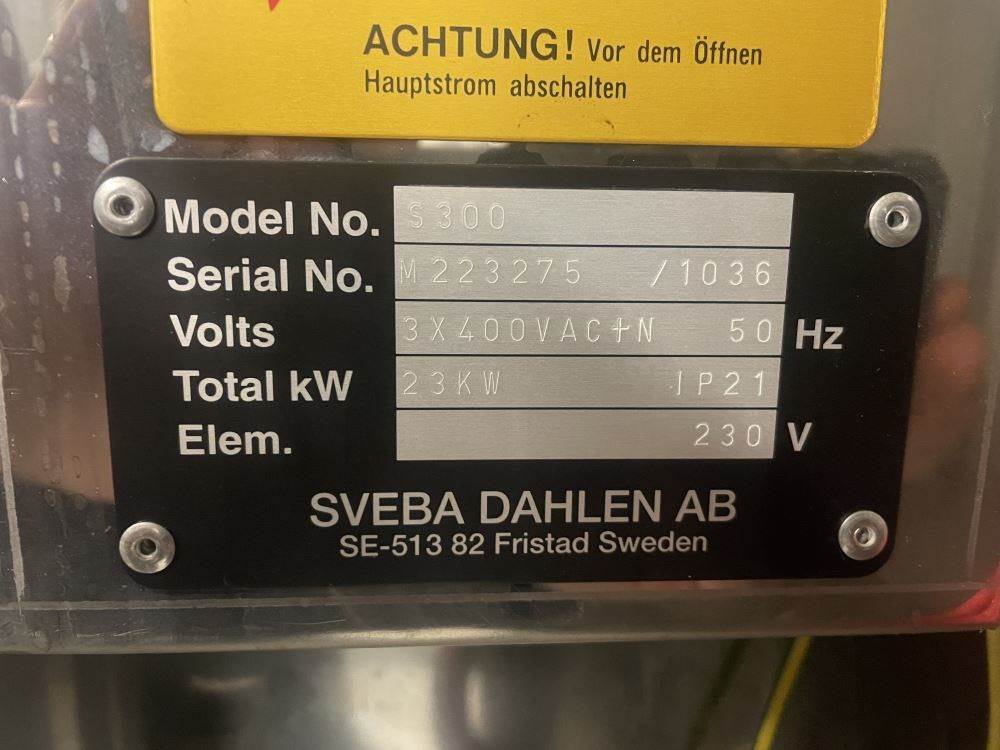 ACHTUNG! Vor dem Öffnen
Hauptstrom abschalten
Model No. S300
Serial No. M223275 /1036
Volts 3X400VAC+N 50 Hz
Total kW 23KW IP21
Elem. 230 V
SVEBA DAHLEN AB
SE-513 82 Fristad Sweden